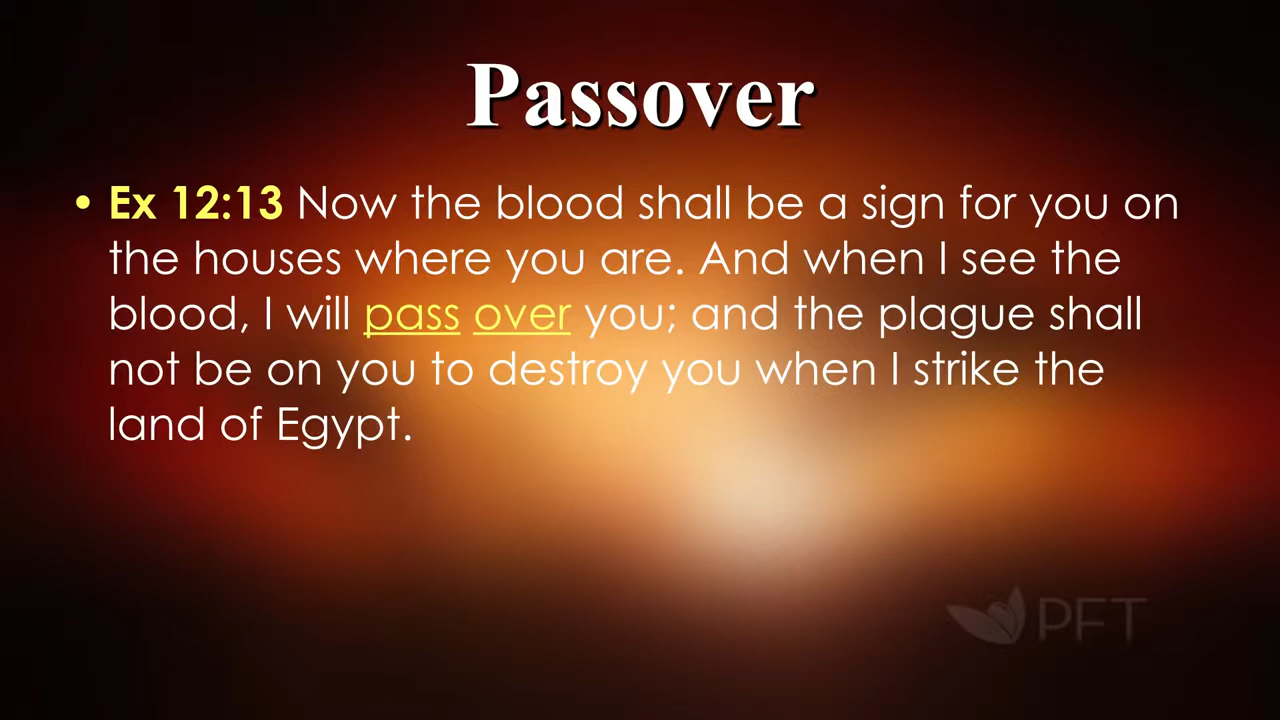 Passover
• Ex 12:13 Now the blood shall be a sign for you on
the houses where you are. And when I see the
blood, I will pass over you; and the plague shall
not be on you to destroy you when I strike the
land of Egypt.
PFT